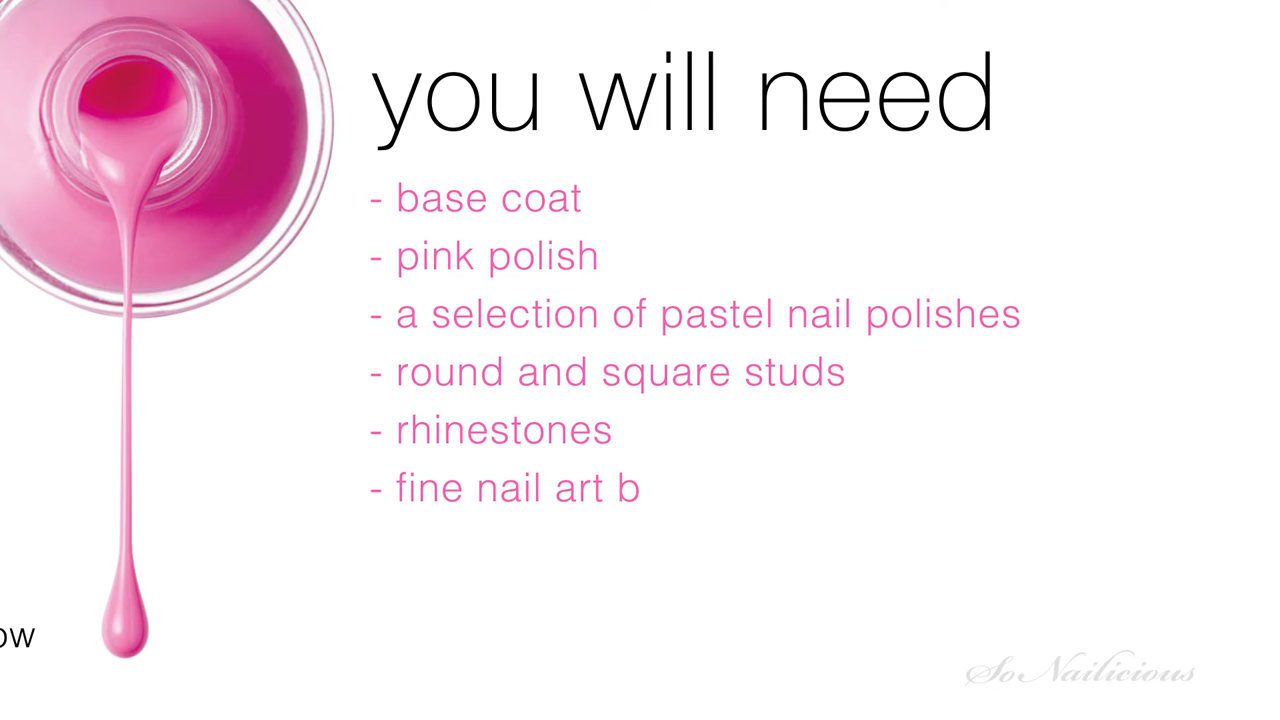 you will need
- base coat
- pink polish
- a selection of pastel nail polishes
- round and square studs
- rhinestones
- fine nail art b
ow
So Nailicious